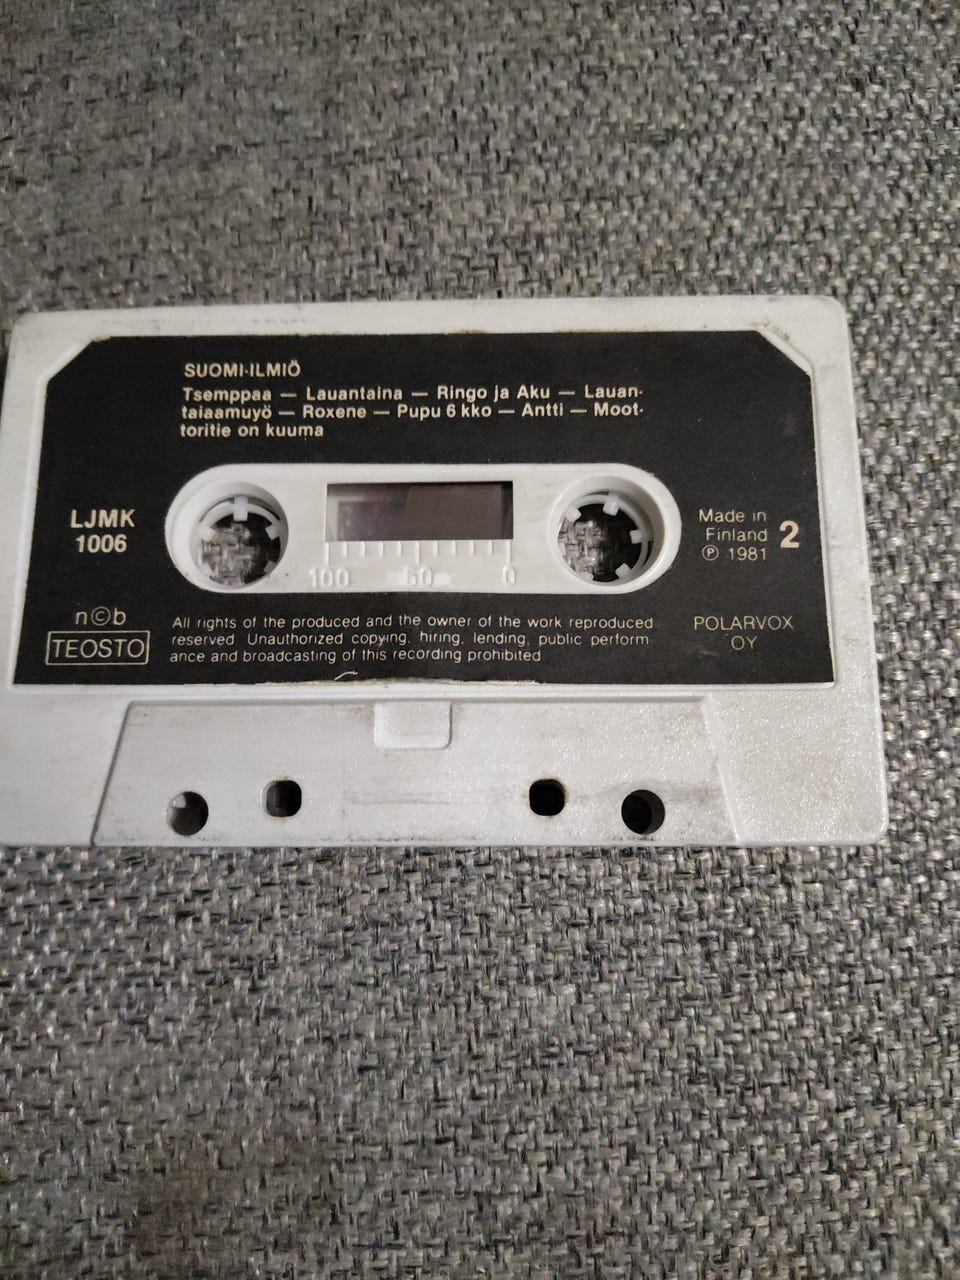 SUOMI-ILMIÖ
Tsemppaa — Lauantaina — Ringo ja Aku — Lauan-
taiaamuyö — Roxene — Pupu 6 kko — Antti — Moot-
toritie on kuuma
LJMK
1006
100 50 0
Made in
Finland
℗ 1981
2
n©b
TEOSTO
All rights of the produced and the owner of the work reproduced
reserved Unauthorized copying, hiring, lending, public perform-
ance and broadcasting of this recording prohibited
POLARVOX
OY